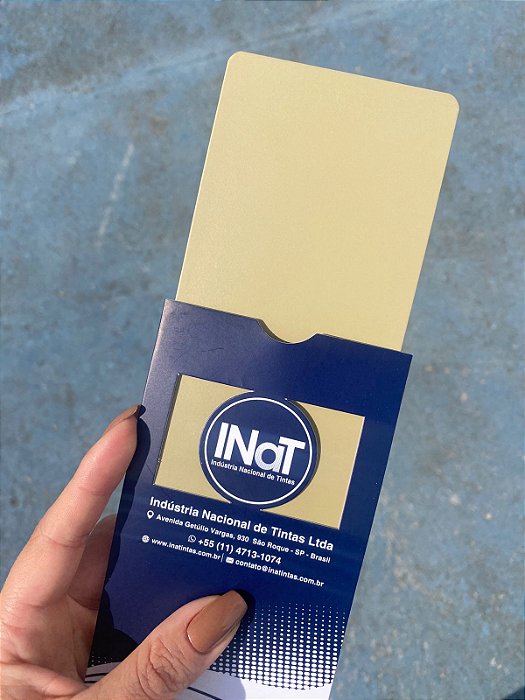 INaT
Indústria Nacional de Tintas
Indústria Nacional de Tintas Ltda
Avenida Getúlio Vargas, 930 São Roque - SP - Brasil
+55 (11) 4713-1074
www.inatintas.com.br | contato@inatintas.com.br